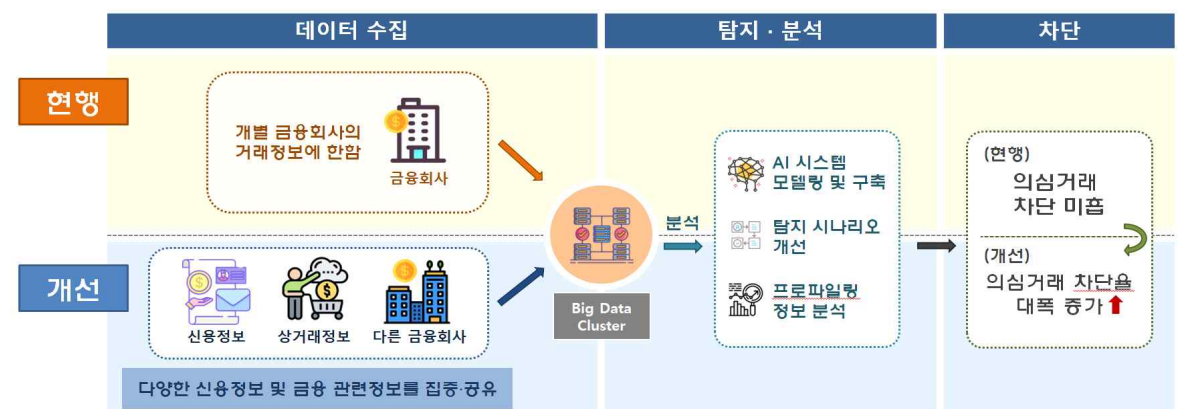 데이터 수집
탐지 · 분석
차단
현행
개별 금융회사의
거래정보에 한함
금융회사
개선
신용정보
상거래정보
다른 금융회사
다양한 신용정보 및 금융 관련정보를 집중·공유
Big Data
Cluster
분석
AI 시스템
모델링 및 구축
탐지 시나리오
개선
프로파일링
정보 분석
(현행)
의심거래
차단 미흡
(개선)
의심거래 차단율
대폭 증가